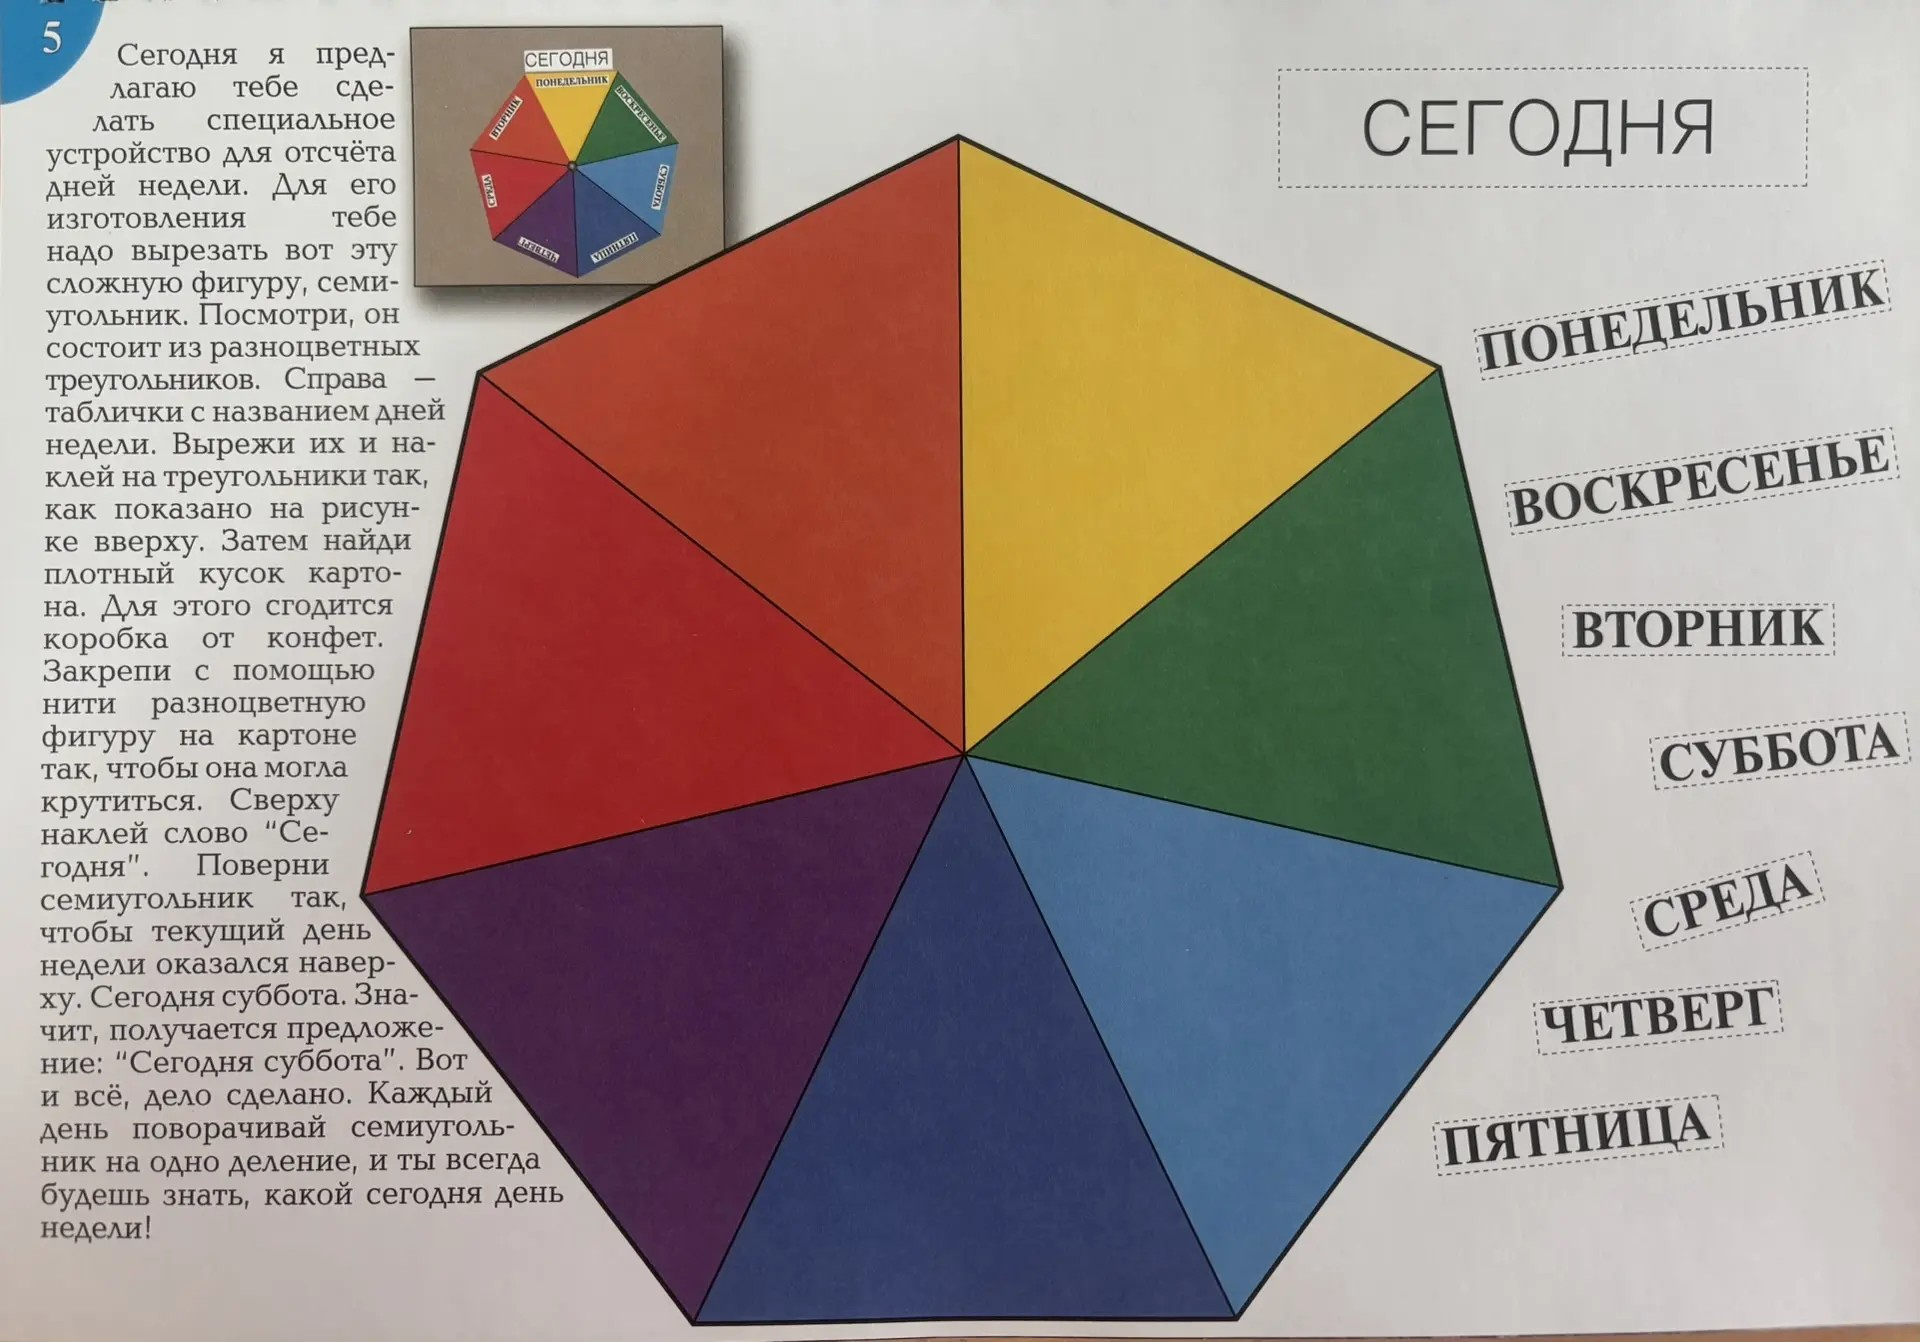 5
Сегодня я пред-
лагаю тебе сде-
лать специальное
устройство для отсчёта
дней недели. Для его
изготовления тебе
надо вырезать вот эту
сложную фигуру, семи-
угольник. Посмотри, он
состоит из разноцветных
треугольников. Справа —
таблички с названием дней
недели. Вырежи их и на-
клей на треугольники так,
как показано на рисун-
ке вверху. Затем найди
плотный кусок карто-
на. Для этого сгодится
коробка от конфет.
Закрепи с помощью
нити разноцветную
фигуру на картоне
так, чтобы она могла
крутиться. Сверху
наклей слово "Се-
годня". Поверни
семиугольник так,
чтобы текущий день
недели оказался навер-
ху. Сегодня суббота. Зна-
чит, получается предложе-
ние: "Сегодня суббота". Вот
и всё, дело сделано. Каждый
день поворачивай семиуголь-
ник на одно деление, и ты всегда
будешь знать, какой сегодня день
недели!
СЕГОДНЯ
ПОНЕДЕЛЬНИК
ВОСКРЕСЕНЬЕ
ВТОРНИК
СУББОТА
СРЕДА
ПЯТНИЦА
ЧЕТВЕРГ
СЕГОДНЯ
ПОНЕДЕЛЬНИК
ВОСКРЕСЕНЬЕ
ВТОРНИК
СУББОТА
СРЕДА
ЧЕТВЕРГ
ПЯТНИЦА